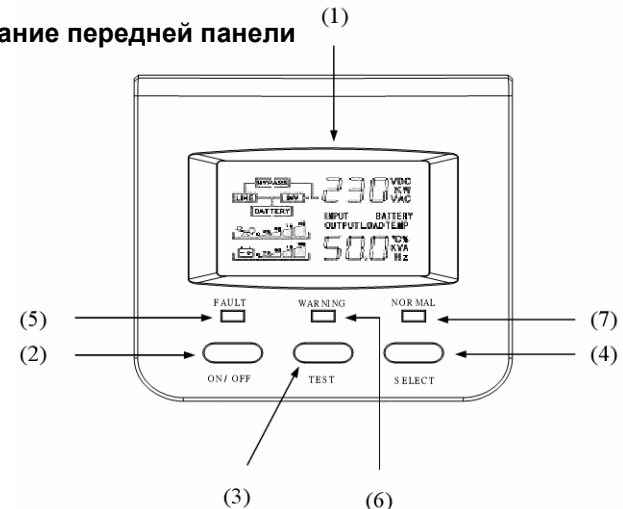 (1)
ание передней панели
BYPASS VDC
230 KW
LINE INV VAC
BATTERY
INPUT BATTERY
OUTPUT LOAD TEMP
°C%
50.0 KVA
Hz
FAULT WARNING NORMAL
(5) (7)
(2) (4)
ON/ OFF TEST SELECT
(3) (6)